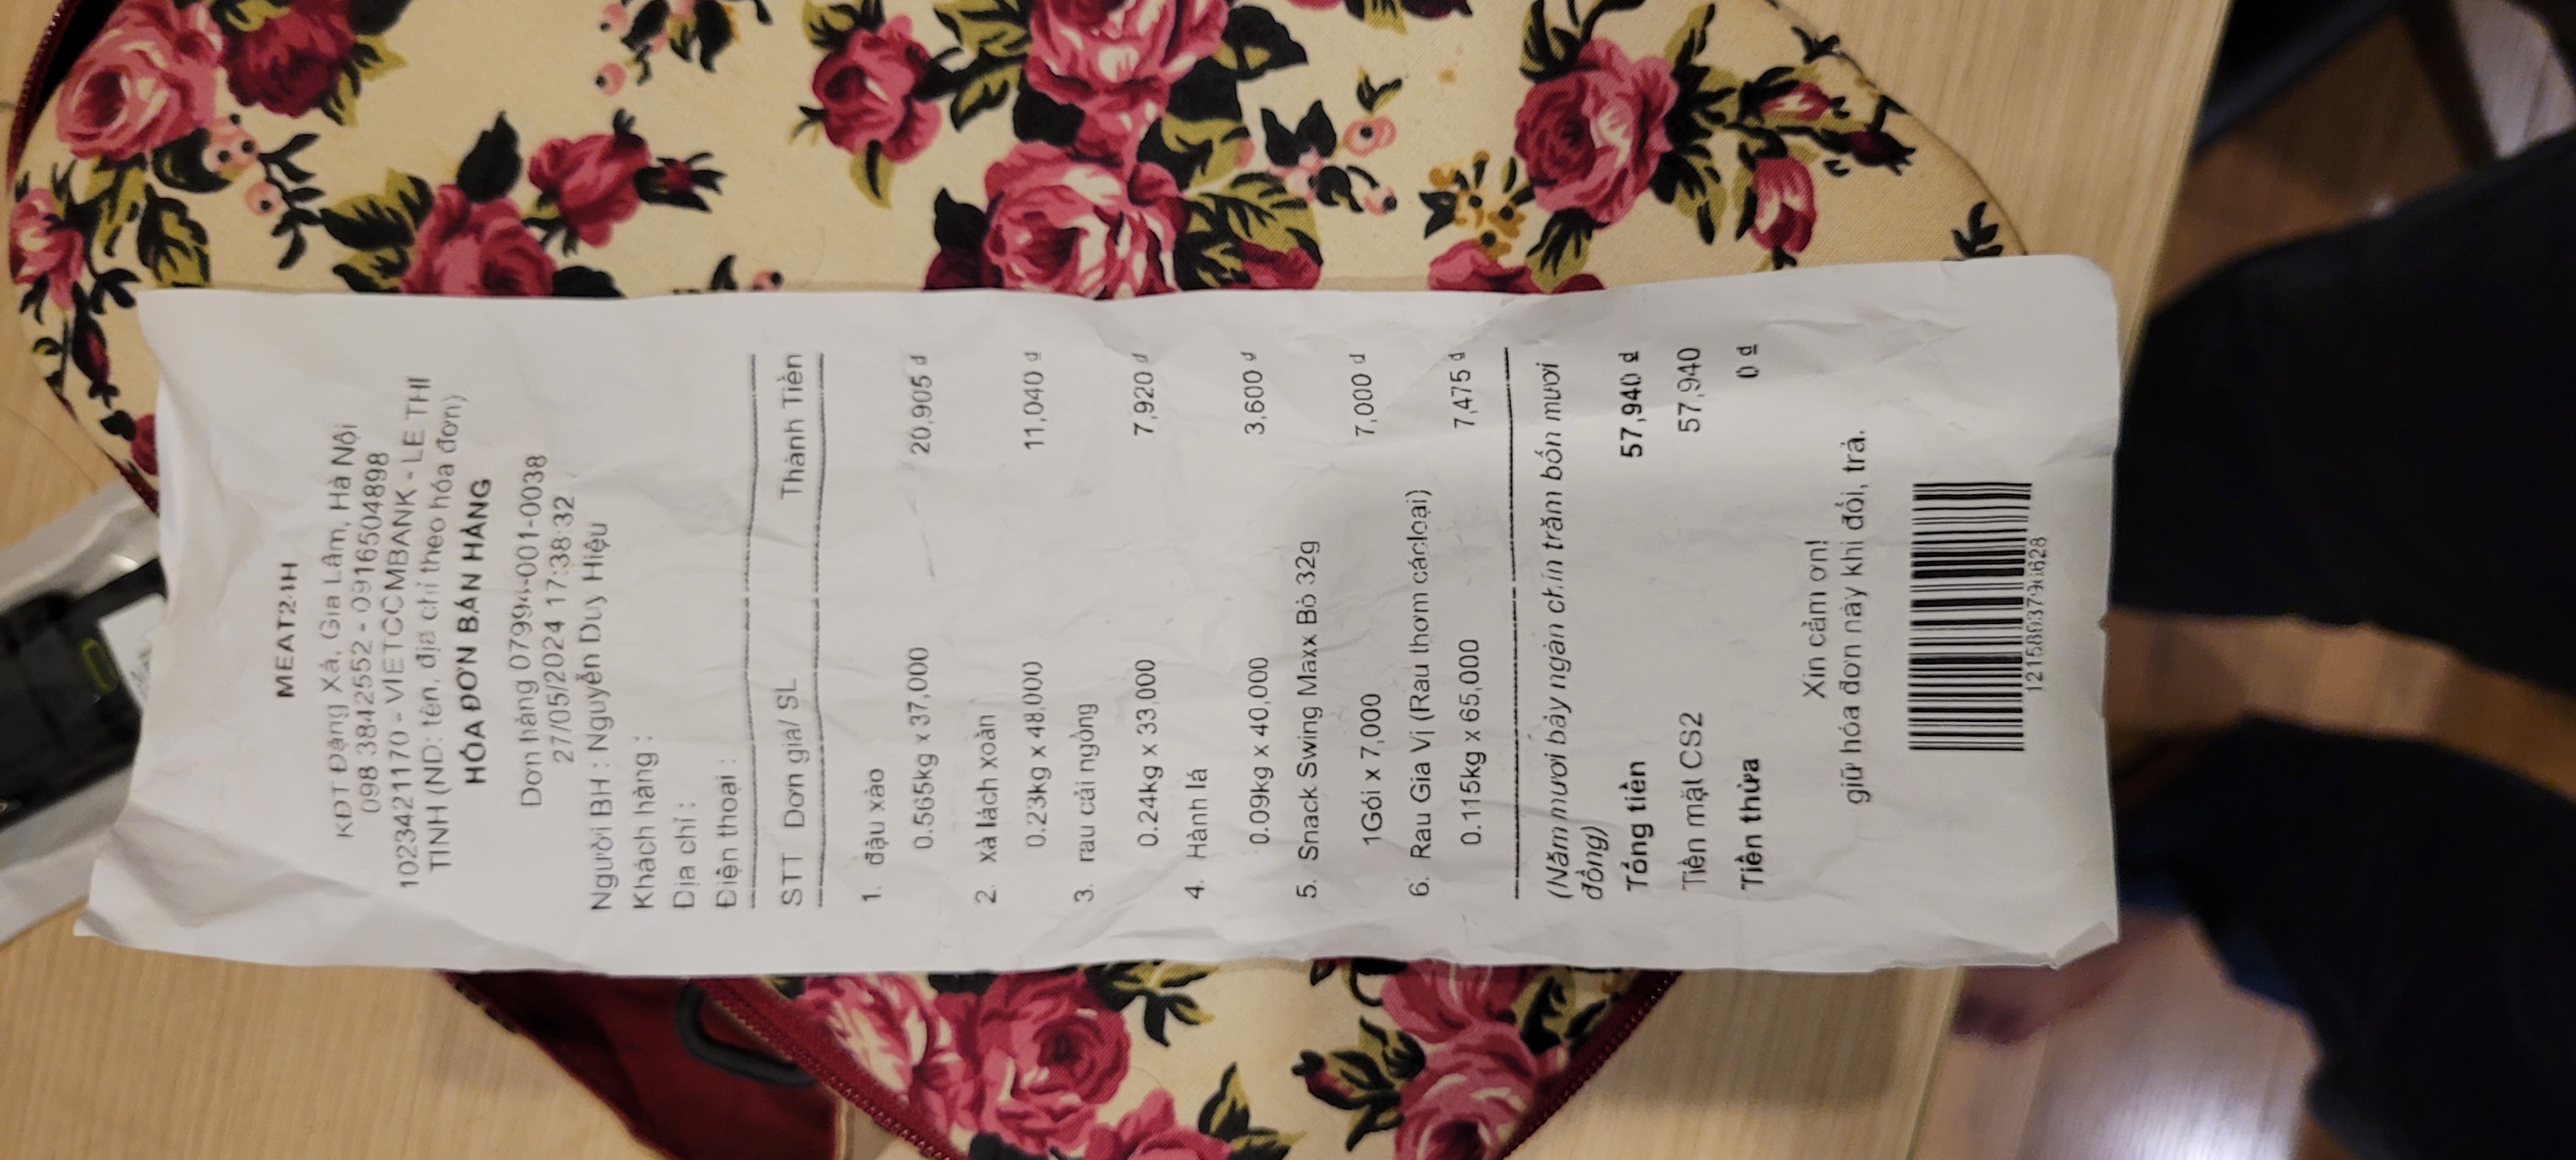 MEAT24H
KĐT Đặng Xá, Gia Lâm, Hà Nội
098 3842552 - 0916504898
1023421170 - VIETCOMBANK - LE THI
TINH (ND: tên, địa chỉ theo hóa đơn)
HÓA ĐƠN BÁN HÀNG
Đơn hàng 07994-001-0038
27/05/2024 17:38:32
Người BH : Nguyễn Duy Hiệu
Khách hàng :
Địa chỉ :
Điện thoại :
STT Đơn giá/ SL Thành Tiền
1. đậu xào
0.565kg x 37,000 20,905 đ
2. xà lách xoăn
0.23kg x 48,000 11,040 đ
3. rau cải ngồng
0.24kg x 33,000 7,920 đ
4. Hành lá
0.09kg x 40,000 3,600 đ
5. Snack Swing Maxx Bò 32g
1Gói x 7,000 7,000 đ
6. Rau Gia Vị (Rau thơm cácloại)
0.115kg x 65,000 7,475 đ
(Năm mươi bảy ngàn chín trăm bốn mươi
đồng)
Tổng tiền 57,940 đ
Tiền mặt CS2 57,940
Tiền thừa 0 đ
Xin cảm ơn!
giữ hóa đơn này khi đổi, trả.